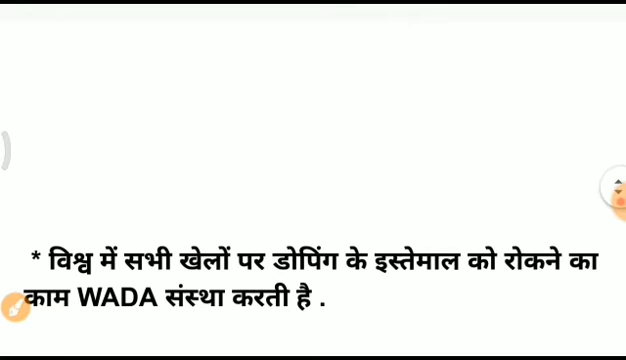 * विश्व में सभी खेलों पर डोपिंग के इस्तेमाल को रोकने का
काम WADA संस्था करती है .